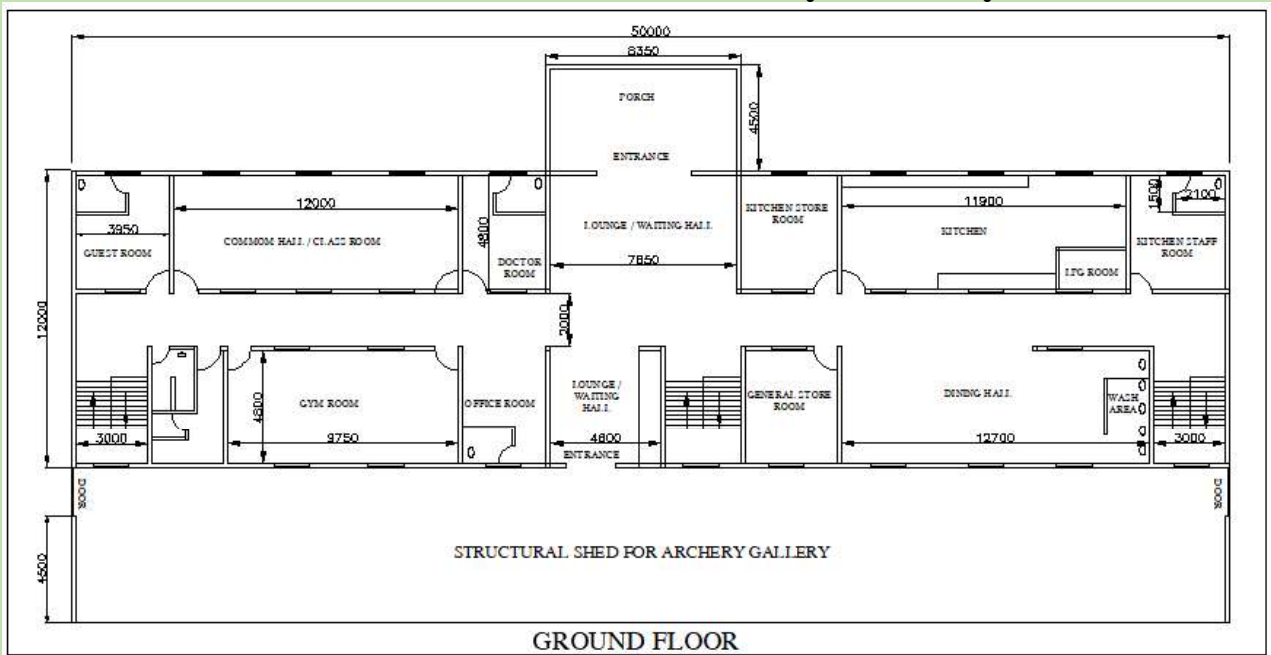 50000
8350
PORCH
4500
ENTRANCE
12000
3950
GUEST ROOM
COMMOM HALL / CLASS ROOM
4800
DOCTOR
ROOM
LOUNGE / WAITING HALL
7850
KITCHEN STORE
ROOM
11900
KITCHEN
LPG ROOM
1500
2100
KITCHEN STAFF
ROOM
12000
2000
3000
4800
GYM ROOM
9750
OFFICE ROOM
LOUNGE /
WAITING
HALL
4600
ENTRANCE
GENERAL STORE
ROOM
DINING HALL
12700
WASH
AREA
3000
DOOR
DOOR
4500
STRUCTURAL SHED FOR ARCHERY GALLERY
GROUND FLOOR